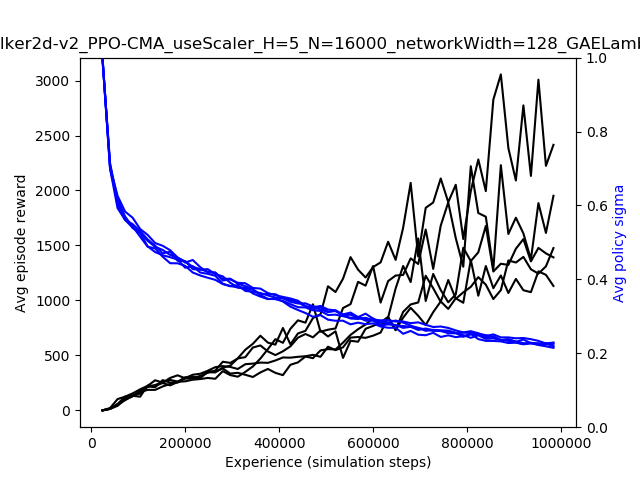 lker2d-v2_PPO-CMA_useScaler_H=5_N=16000_networkWidth=128_GAELaml
3000
2500
2000
1500
1000
500
0
Avg episode reward
1.0
0.8
0.6
0.4
0.2
0.0
Avg policy sigma
0 200000 400000 600000 800000 1000000
Experience (simulation steps)